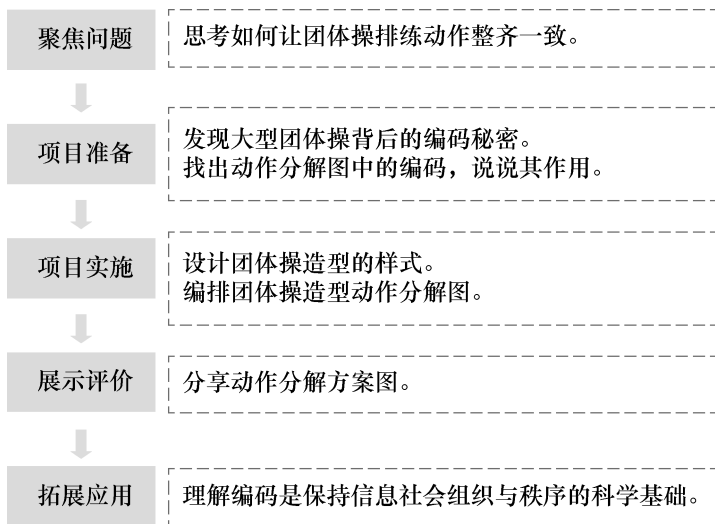 聚焦问题
思考如何让团体操排练动作整齐一致。
项目准备
发现大型团体操背后的编码秘密。
找出动作分解图中的编码，说说其作用。
项目实施
设计团体操造型的样式。
编排团体操造型动作分解图。
展示评价
分享动作分解方案图。
拓展应用
理解编码是保持信息社会组织与秩序的科学基础。